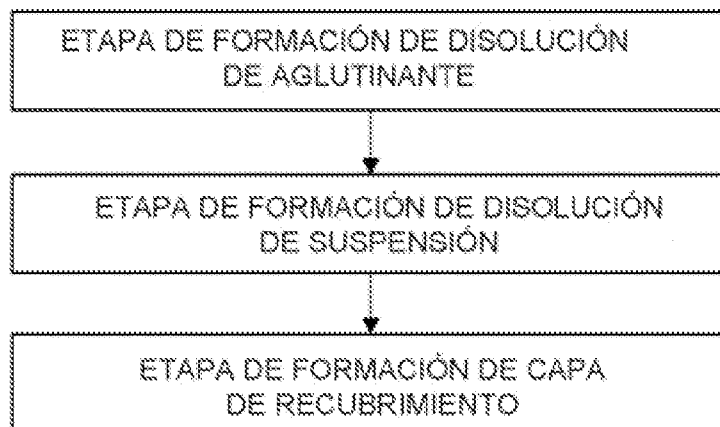 ETAPA DE FORMACIÓN DE DISOLUCIÓN
DE AGLUTINANTE
ETAPA DE FORMACIÓN DE DISOLUCIÓN
DE SUSPENSIÓN
ETAPA DE FORMACIÓN DE CAPA
DE RECUBRIMIENTO